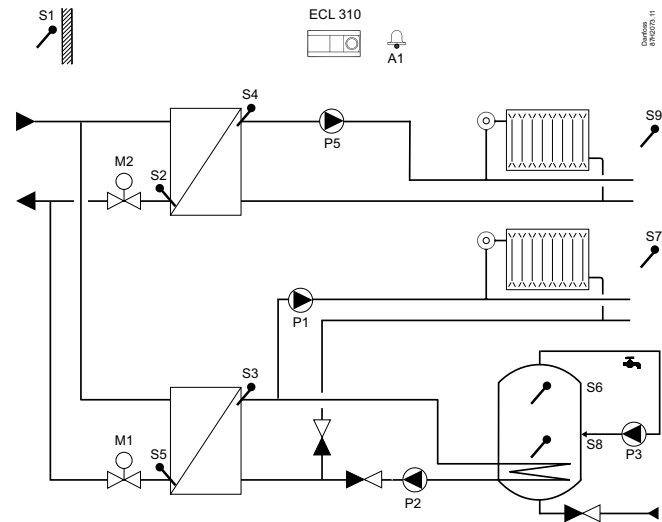 S1
ECL 310
A1
Danfoss
87H2073.11
S4
P5
S9
M2
S2
S7
P1
S3
S6
M1
S5
S8
P3
P2